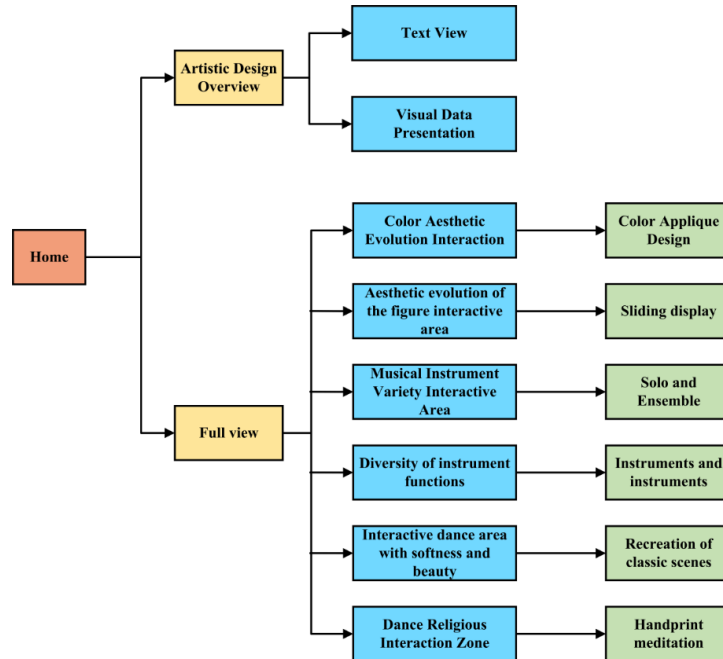 Text View
Artistic Design
Overview
Visual Data
Presentation
Home
Color Aesthetic
Evolution Interaction
Color Applique
Design
Aesthetic evolution of
the figure interactive
area
Sliding display
Musical Instrument
Variety Interactive
Area
Solo and
Ensemble
Full view
Diversity of instrument
functions
Instruments and
instruments
Interactive dance area
with softness and
beauty
Recreation of
classic scenes
Dance Religious
Interaction Zone
Handprint
meditation